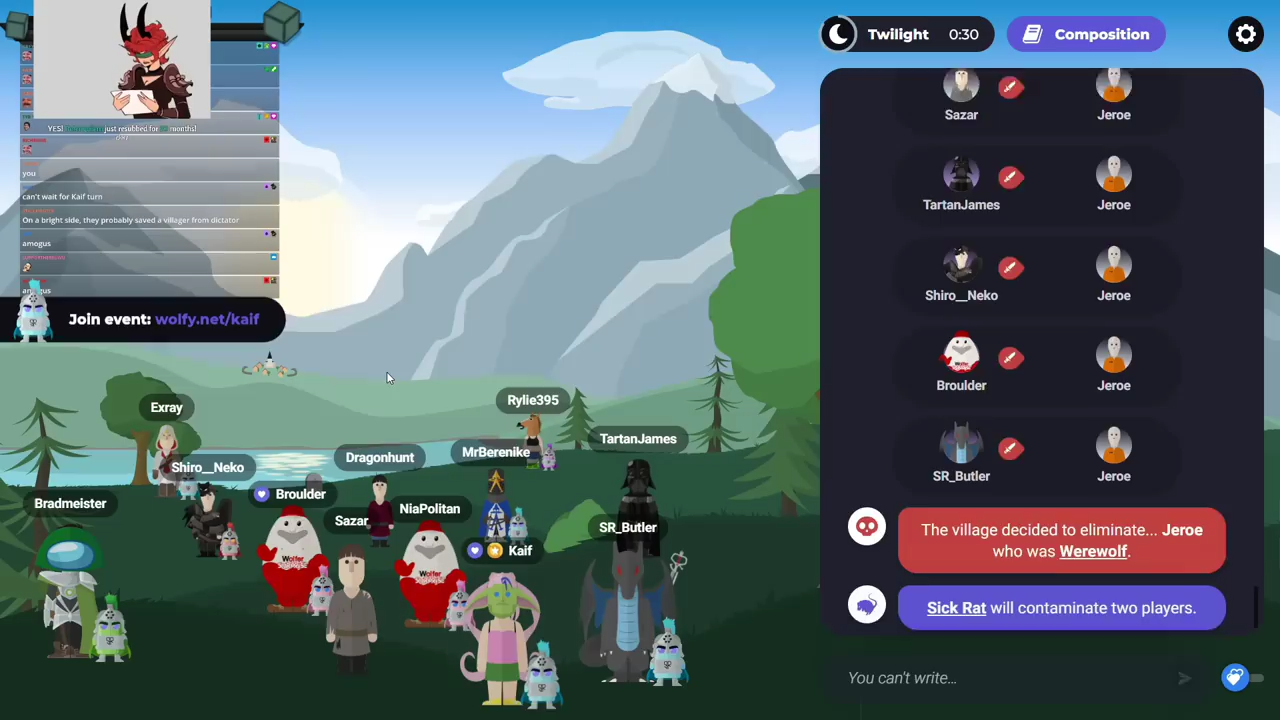 YES! just resubbed for months!
you
can't wait for Kaif turn
On a bright side, they probably saved a villager from dictator
amogus
Join event: wolfy.net/kaif
Exray
Shiro__Neko
Bradmeister
Broulder
Dragonhunt
Sazar
NiaPolitan
MrBerenike
Rylie395
Kaif
TartanJames
SR_Butler
Twilight 0:30
Composition
Sazar Jeroe
TartanJames Jeroe
Shiro__Neko Jeroe
Broulder Jeroe
SR_Butler Jeroe
The village decided to eliminate... Jeroe
who was Werewolf.
Sick Rat will contaminate two players.
You can't write...